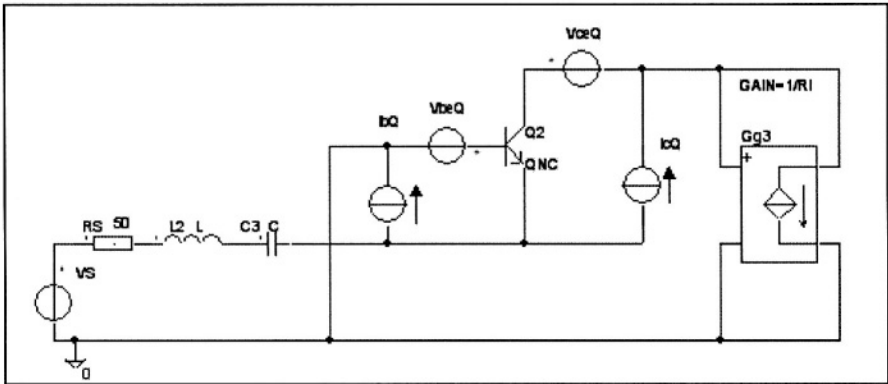 VceQ
GAIN=1/RI
IbQ
VbeQ
Q2
Gg3
QNC
IcQ
+
RS 50 L2 L C3 C
VS
0